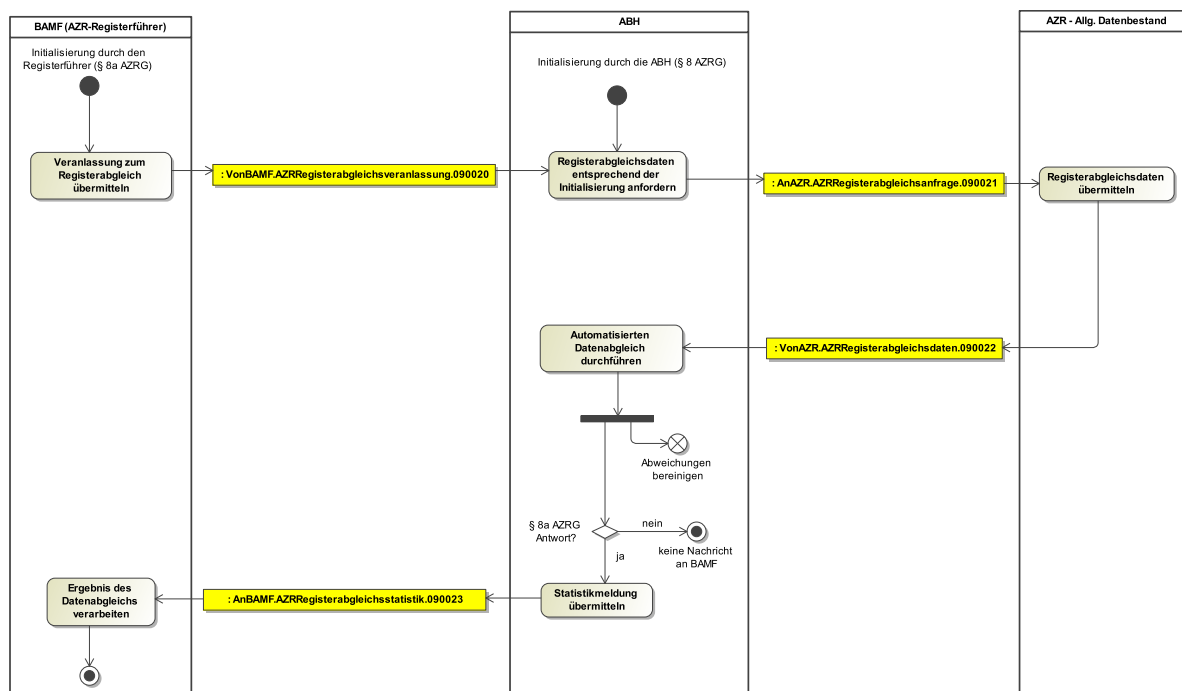 BAMF (AZR-Registerführer)
ABH
AZR - Allg. Datenbestand
Initialisierung durch den
Registerführer (§ 8a AZRG)
Initialisierung durch die ABH (§ 8 AZRG)
Veranlassung zum
Registerabgleich
übermitteln
: VonBAMF.AZRRegisterabgleichsveranlassung.090020
Registerabgleichsdaten
entsprechend der
Initialisierung anfordern
: AnAZR.AZRRegisterabgleichsanfrage.090021
Registerabgleichsdaten
übermitteln
Automatisierten
Datenabgleich
durchführen
: VonAZR.AZRRegisterabgleichsdaten.090022
Abweichungen
bereinigen
§ 8a AZRG
Antwort?
nein
keine Nachricht
an BAMF
ja
Ergebnis des
Datenabgleichs
verarbeiten
: AnBAMF.AZRRegisterabgleichsstatistik.090023
Statistikmeldung
übermitteln